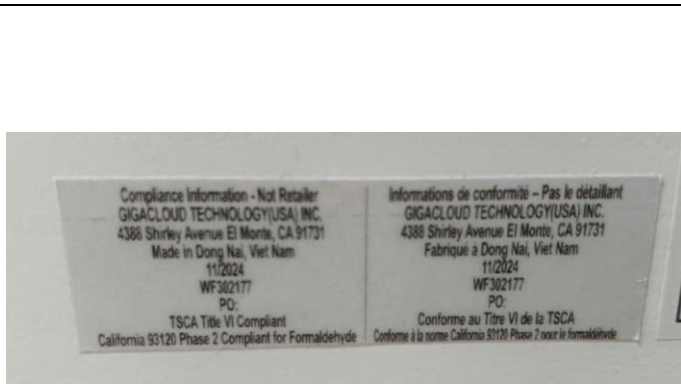 Compliance Information - Not Retailer
GIGACLOUD TECHNOLOGY(USA) INC.
4388 Shirley Avenue El Monte, CA 91731
Made in Dong Nai, Viet Nam
11/2024
WF302177
PO:
TSCA Title VI Compliant
California 93120 Phase 2 Compliant for Formaldehyde
Informations de conformité – Pas le détaillant
GIGACLOUD TECHNOLOGY(USA) INC.
4388 Shirley Avenue El Monte, CA 91731
Fabriqué à Dong Nai, Viet Nam
11/2024
WF302177
PO:
Conforme au Titre VI de la TSCA
Conforme à la norme California 93120 Phase 2 pour le formaldéhyde